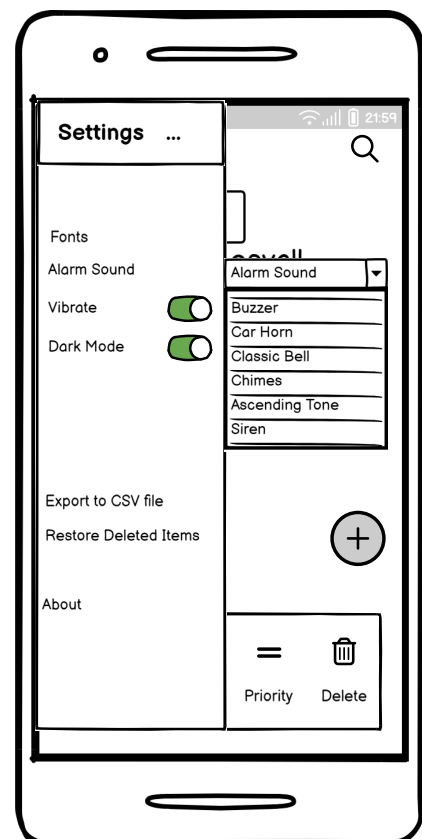 21:59
Settings ...
Fonts
Alarm Sound
Vibrate
Dark Mode
Alarm Sound
Buzzer
Car Horn
Classic Bell
Chimes
Ascending Tone
Siren
Export to CSV file
Restore Deleted Items
About
Priority
Delete